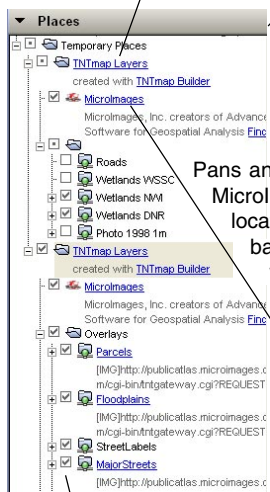 Places
Temporary Places
TNTmap Layers
created with TNTmap Builder
MicroImages
MicroImages, Inc. creators of Advance
Software for Geospatial Analysis Find
Roads
Wetlands WSSC
Wetlands NWI
Wetlands DNR
Photo 1998 1m
Pans an
MicroI
loca
ba
TNTmap Layers
created with TNTmap Builder
MicroImages
MicroImages, Inc. creators of Advanc
Software for Geospatial Analysis Find
Overlays
Parcels
[IMG]http://publicatlas.microimages.c
m/cgi-bin/tntgateway.cgi?REQUEST
Floodplains
[IMG]http://publicatlas.microimages.c
m/cgi-bin/tntgateway.cgi?REQUEST
StreetLabels
MajorStreets
[IMG]http://publicatlas.microimages.c